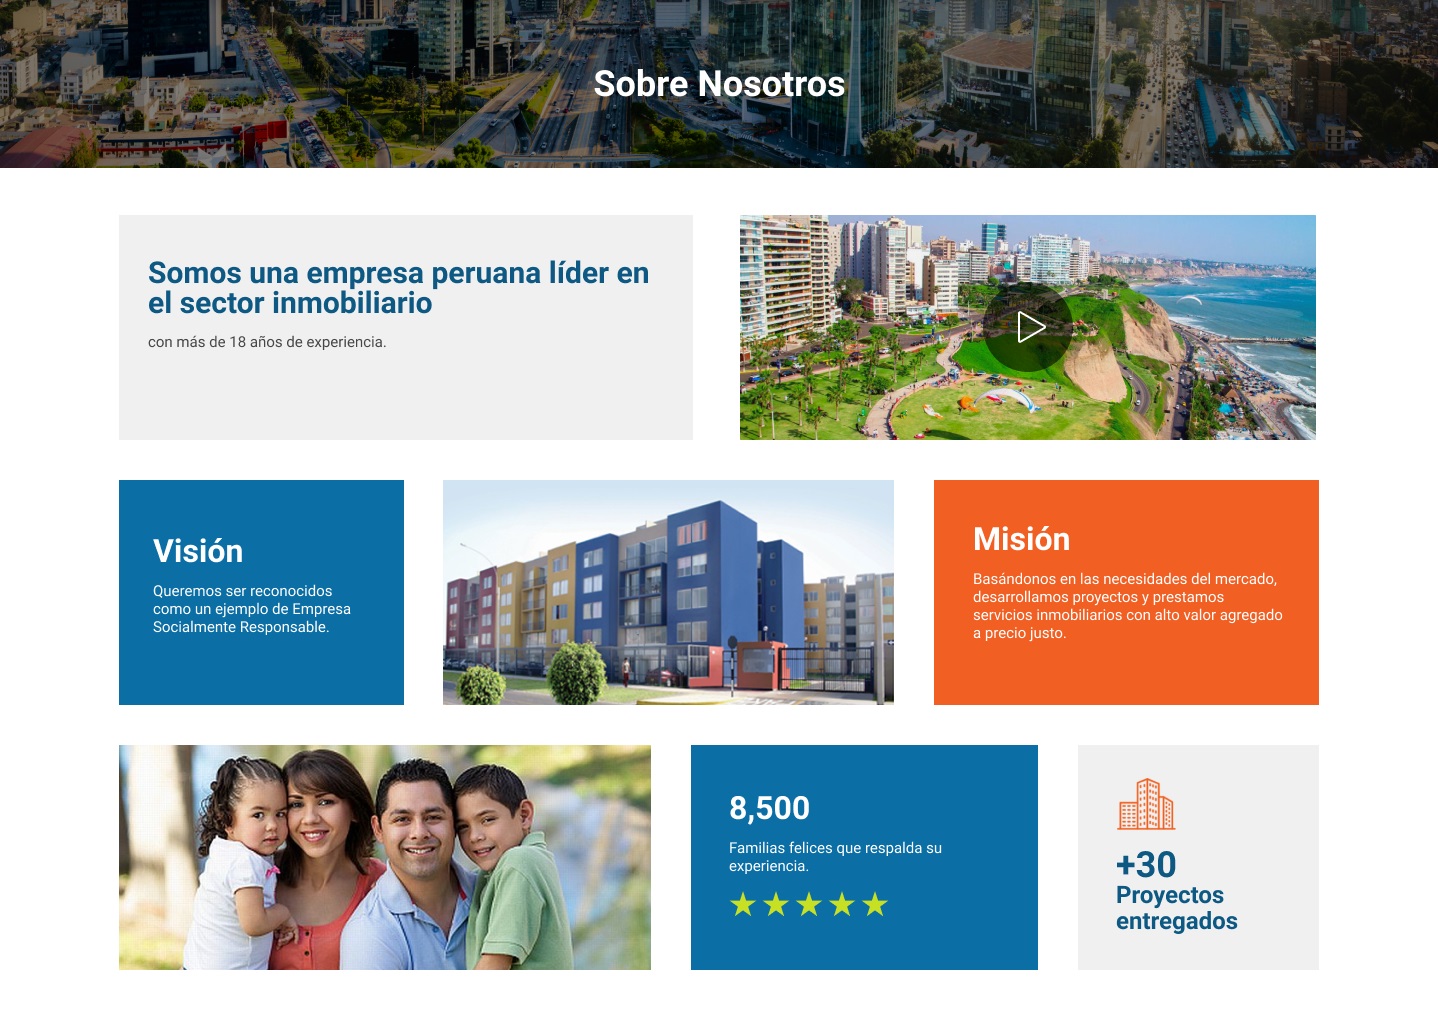 Sobre Nosotros
Somos una empresa peruana líder en
el sector inmobiliario
con más de 18 años de experiencia.
Visión
Queremos ser reconocidos
como un ejemplo de Empresa
Socialmente Responsable.
Misión
Basándonos en las necesidades del mercado,
desarrollamos proyectos y prestamos
servicios inmobiliarios con alto valor agregado
a precio justo.
8,500
Familias felices que respalda su
experiencia.
+30
Proyectos
entregados